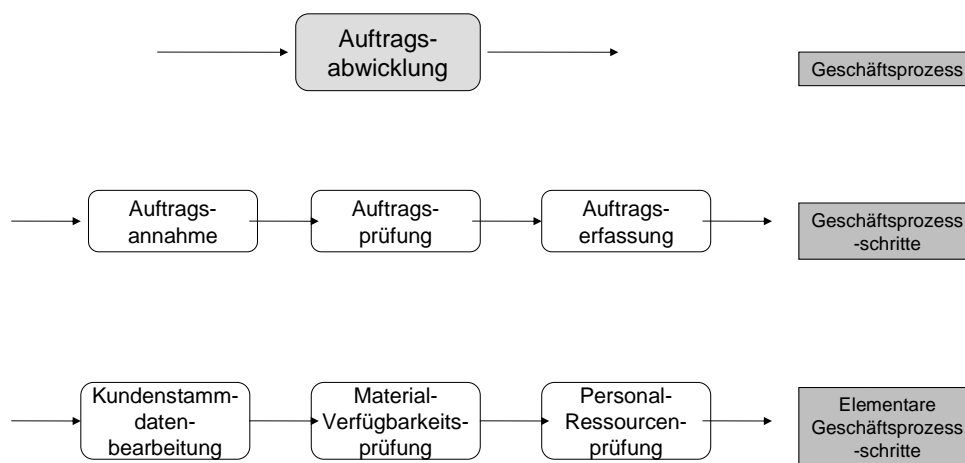 Auftrags-
abwicklung
Geschäftsprozess
Auftrags-
annahme
Auftrags-
prüfung
Auftrags-
erfassung
Geschäftsprozess
-schritte
Kundenstamm-
daten-
bearbeitung
Material-
Verfügbarkeits-
prüfung
Personal-
Ressourcen-
prüfung
Elementare
Geschäftsprozess
-schritte